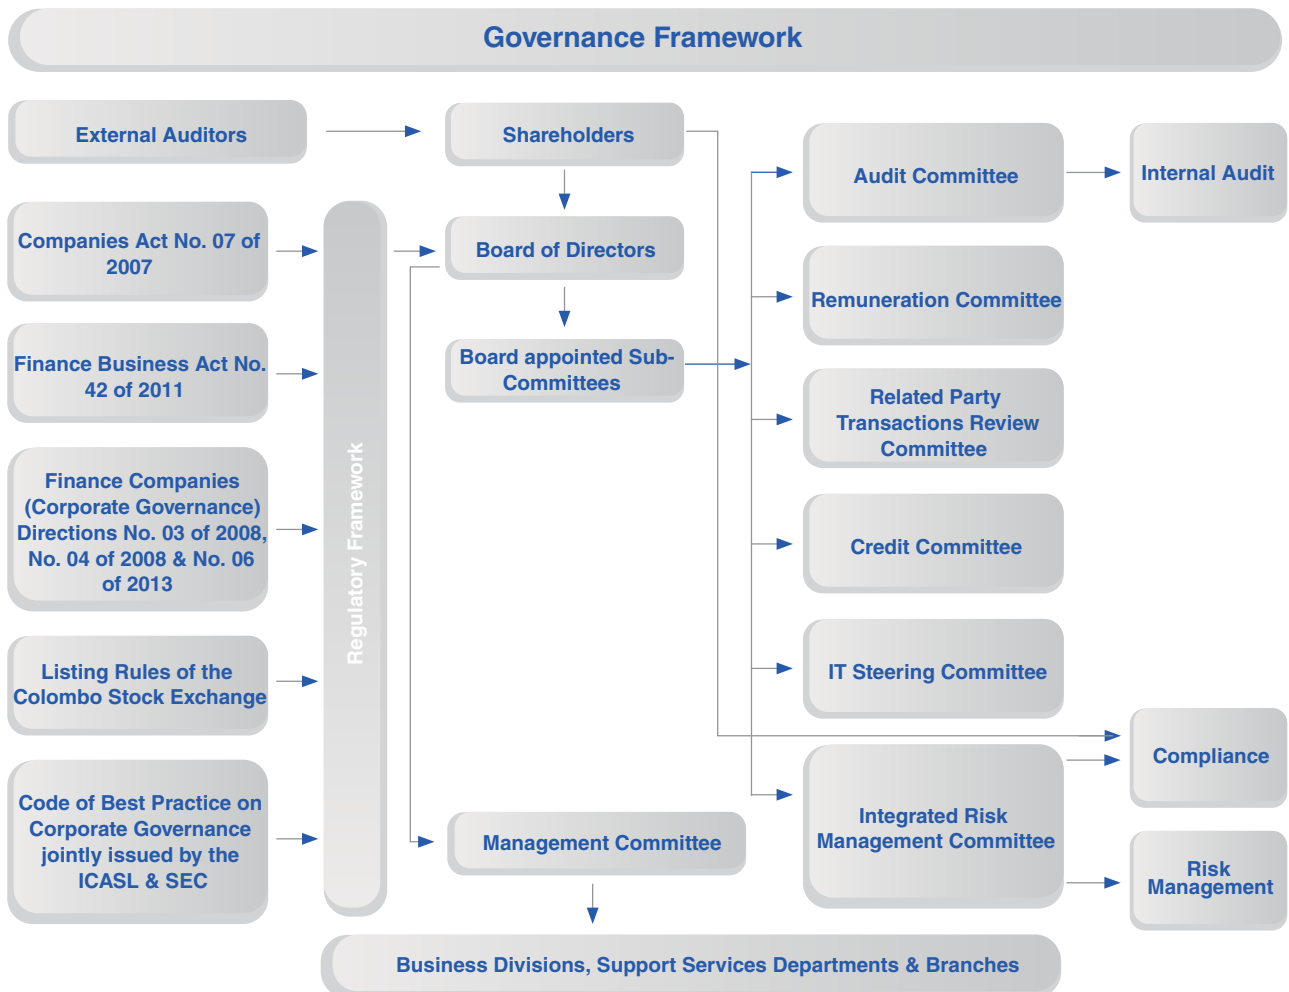 Governance Framework
External Auditors
Shareholders
Audit Committee
Internal Audit
Companies Act No. 07 of
2007
Board of Directors
Remuneration Committee
Finance Business Act No.
42 of 2011
Board appointed Sub-
Committees
Related Party
Transactions Review
Committee
Regulatory Framework
Finance Companies
(Corporate Governance)
Directions No. 03 of 2008,
No. 04 of 2008 & No. 06
of 2013
Credit Committee
Listing Rules of the
Colombo Stock Exchange
IT Steering Committee
Compliance
Code of Best Practice on
Corporate Governance
jointly issued by the
ICASL & SEC
Management Committee
Integrated Risk
Management Committee
Risk
Management
Business Divisions, Support Services Departments & Branches